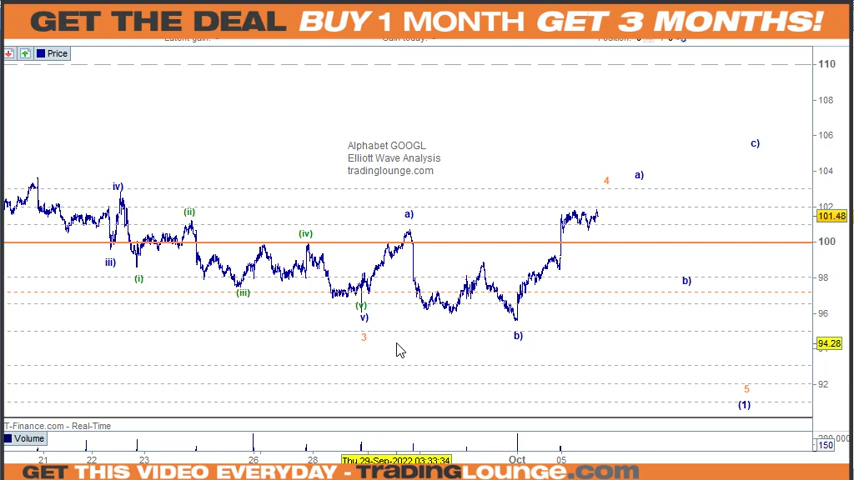 GET THE DEAL BUY 1 MONTH GET 3 MONTHS!
Price
110
108
106
104
101.48
100
98
96
94.28
92
Alphabet GOOGL
Elliott Wave Analysis
tradinglounge.com
iv)
(ii)
iii)
(i)
(iv)
(iii)
(v)
v)
3
a)
b)
4
a)
c)
b)
5
(1)
T-Finance.com - Real-Time
Volume
150
21
22
23
26
27
28
Thu 29-Sep-2022 03:33:34
Oct
05
GET THIS VIDEO EVERYDAY - TradingLounge.com